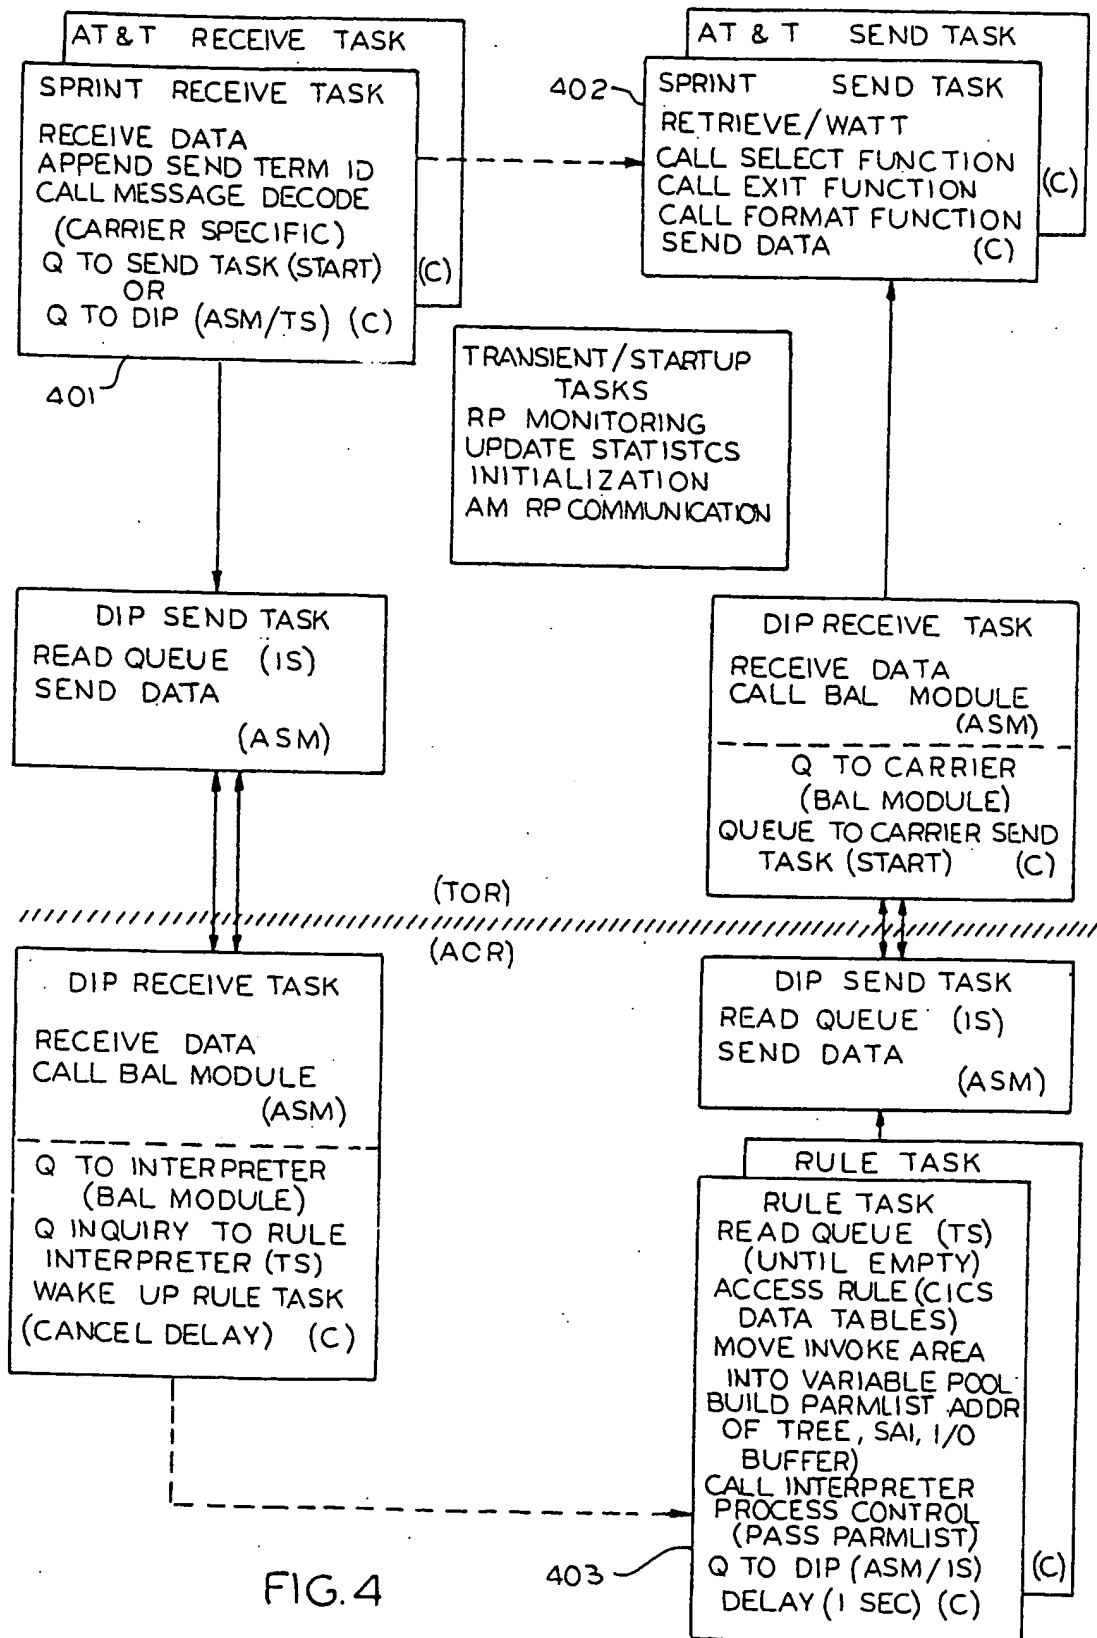 AT&T RECEIVE TASK
SPRINT RECEIVE TASK
RECEIVE DATA
APPEND SEND TERM ID
CALL MESSAGE DECODE
(CARRIER SPECIFIC)
Q TO SEND TASK (START)
OR
Q TO DIP (ASM/TS) (C)
(C)
401
AT & T SEND TASK
402
SPRINT SEND TASK
RETRIEVE/WATT
CALL SELECT FUNCTION
CALL EXIT FUNCTION
CALL FORMAT FUNCTION
SEND DATA (C)
(C)
TRANSIENT/STARTUP
TASKS
RP MONITORING
UPDATE STATISTCS
INITIALIZATION
AM RP COMMUNICATION
DIP SEND TASK
READ QUEUE (IS)
SEND DATA
(ASM)
DIP RECEIVE TASK
RECEIVE DATA
CALL BAL MODULE
(ASM)
Q TO CARRIER
(BAL MODULE)
QUEUE TO CARRIER SEND
TASK (START) (C)
(TOR)
(ACR)
DIP RECEIVE TASK
RECEIVE DATA
CALL BAL MODULE
(ASM)
Q TO INTERPRETER
(BAL MODULE)
Q INQUIRY TO RULE
INTERPRETER (TS)
WAKE UP RULE TASK
(CANCEL DELAY) (C)
DIP SEND TASK
READ QUEUE (IS)
SEND DATA
(ASM)
RULE TASK
RULE TASK
READ QUEUE (TS)
(UNTIL EMPTY)
ACCESS RULE (CICS
DATA TABLES)
MOVE INVOKE AREA
INTO VARIABLE POOL
BUILD PARMLIST ADDR
OF TREE, SAI, I/O
BUFFER)
CALL INTERPRETER
PROCESS CONTROL
(PASS PARMLIST)
Q TO DIP (ASM/IS)
DELAY (1 SEC) (C)
(C)
403
FIG. 4